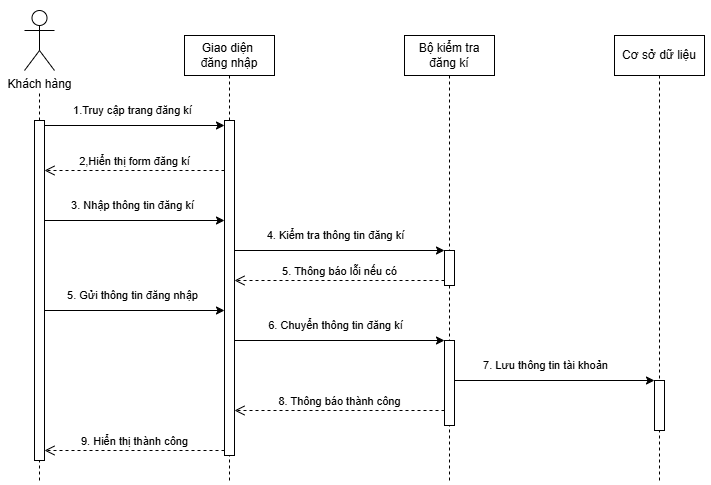 Giao diện
đăng nhập
Bộ kiểm tra
đăng kí
Cơ sở dữ liệu
Khách hàng
1.Truy cập trang đăng kí
2,Hiển thị form đăng kí
3. Nhập thông tin đăng kí
4. Kiểm tra thông tin đăng kí
5. Thông báo lỗi nếu có
5. Gửi thông tin đăng nhập
6. Chuyển thông tin đăng kí
7. Lưu thông tin tài khoản
8. Thông báo thành công
9. Hiển thị thành công